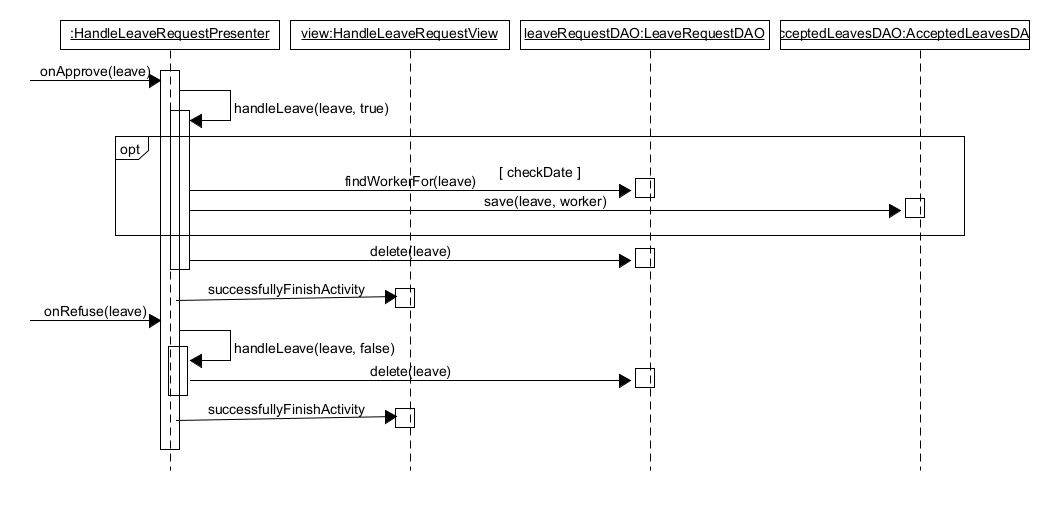 :HandleLeaveRequestPresenter
view:HandleLeaveRequestView
leaveRequestDAO:LeaveRequestDAO
cceptedLeavesDAO:AcceptedLeavesDA
onApprove(leave)
handleLeave(leave, true)
opt
[ checkDate ]
findWorkerFor(leave)
save(leave, worker)
delete(leave)
successfullyFinishActivity
onRefuse(leave)
handleLeave(leave, false)
delete(leave)
successfullyFinishActivity